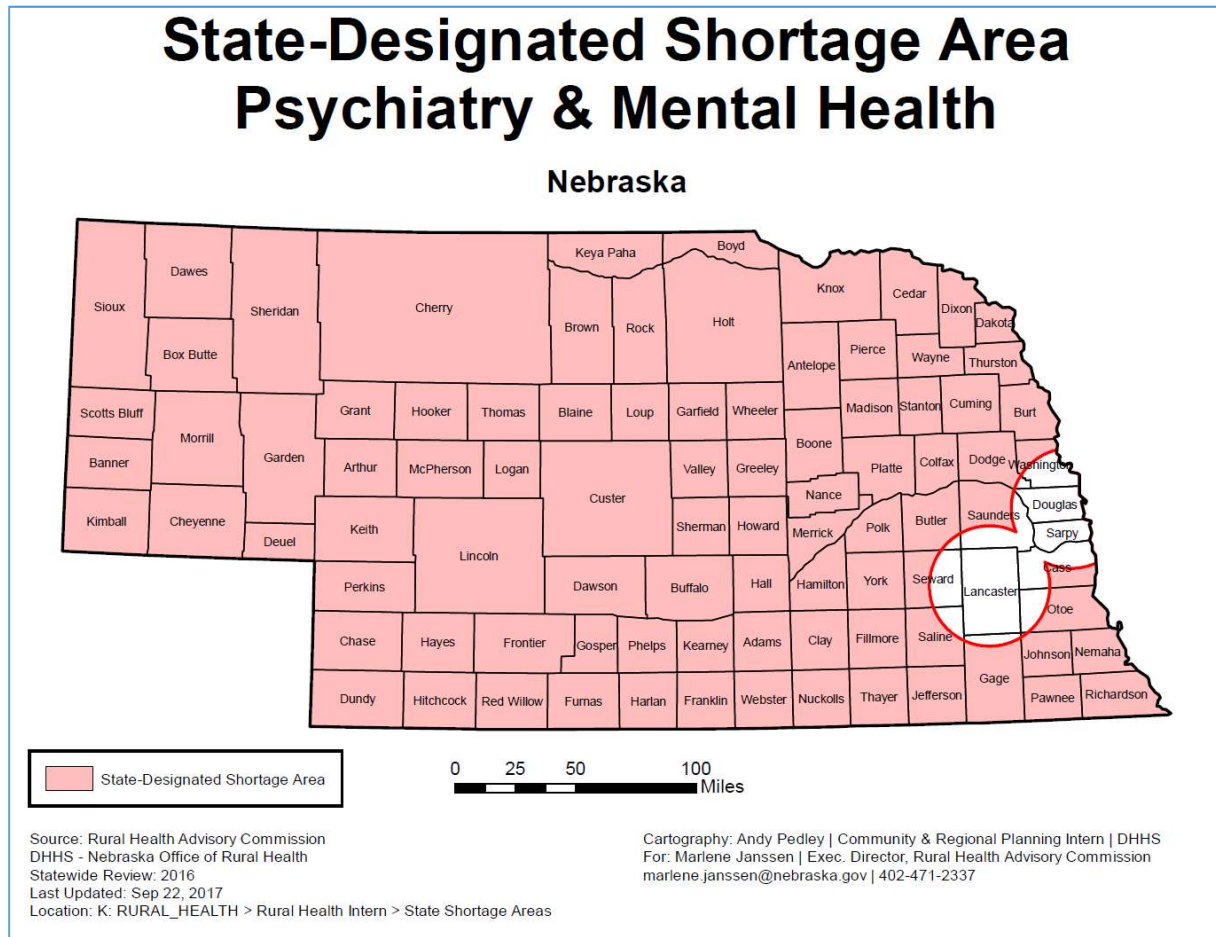 State-Designated Shortage Area
Psychiatry & Mental Health
Nebraska
Keya Paha
Boyd
Dawes
Knox
Cedar
Sioux
Sheridan
Cherry
Dixon
Holt
Dakota
Brown
Rock
Box Butte
Pierce
Wayne
Antelope
Thurston
Scotts Bluff
Grant
Hooker
Thomas
Blaine
Loup
Garfield
Wheeler
Madison
Stanton
Cuming
Burt
Morrill
Boone
Banner
Garden
Arthur
McPherson
Logan
Valley
Greeley
Platte
Colfax
Dodge
Washington
Custer
Nance
Douglas
Kimball
Cheyenne
Keith
Sherman
Howard
Merrick
Polk
Butler
Saunders
Sarpy
Deuel
Lincoln
Perkins
Dawson
Buffalo
Hall
Hamilton
York
Seward
Lancaster
Cass
Otoe
Chase
Hayes
Frontier
Gosper
Phelps
Kearney
Adams
Clay
Fillmore
Saline
Johnson
Nemaha
Gage
Dundy
Hitchcock
Red Willow
Furnas
Harlan
Franklin
Webster
Nuckolls
Thayer
Jefferson
Pawnee
Richardson
State-Designated Shortage Area
0 25 50 100
Miles
Source: Rural Health Advisory Commission
DHHS - Nebraska Office of Rural Health
Statewide Review: 2016
Last Updated: Sep 22, 2017
Location: K: RURAL_HEALTH > Rural Health Intern > State Shortage Areas
Cartography: Andy Pedley | Community & Regional Planning Intern | DHHS
For: Marlene Janssen | Exec. Director, Rural Health Advisory Commission
marlene.janssen@nebraska.gov | 402-471-2337